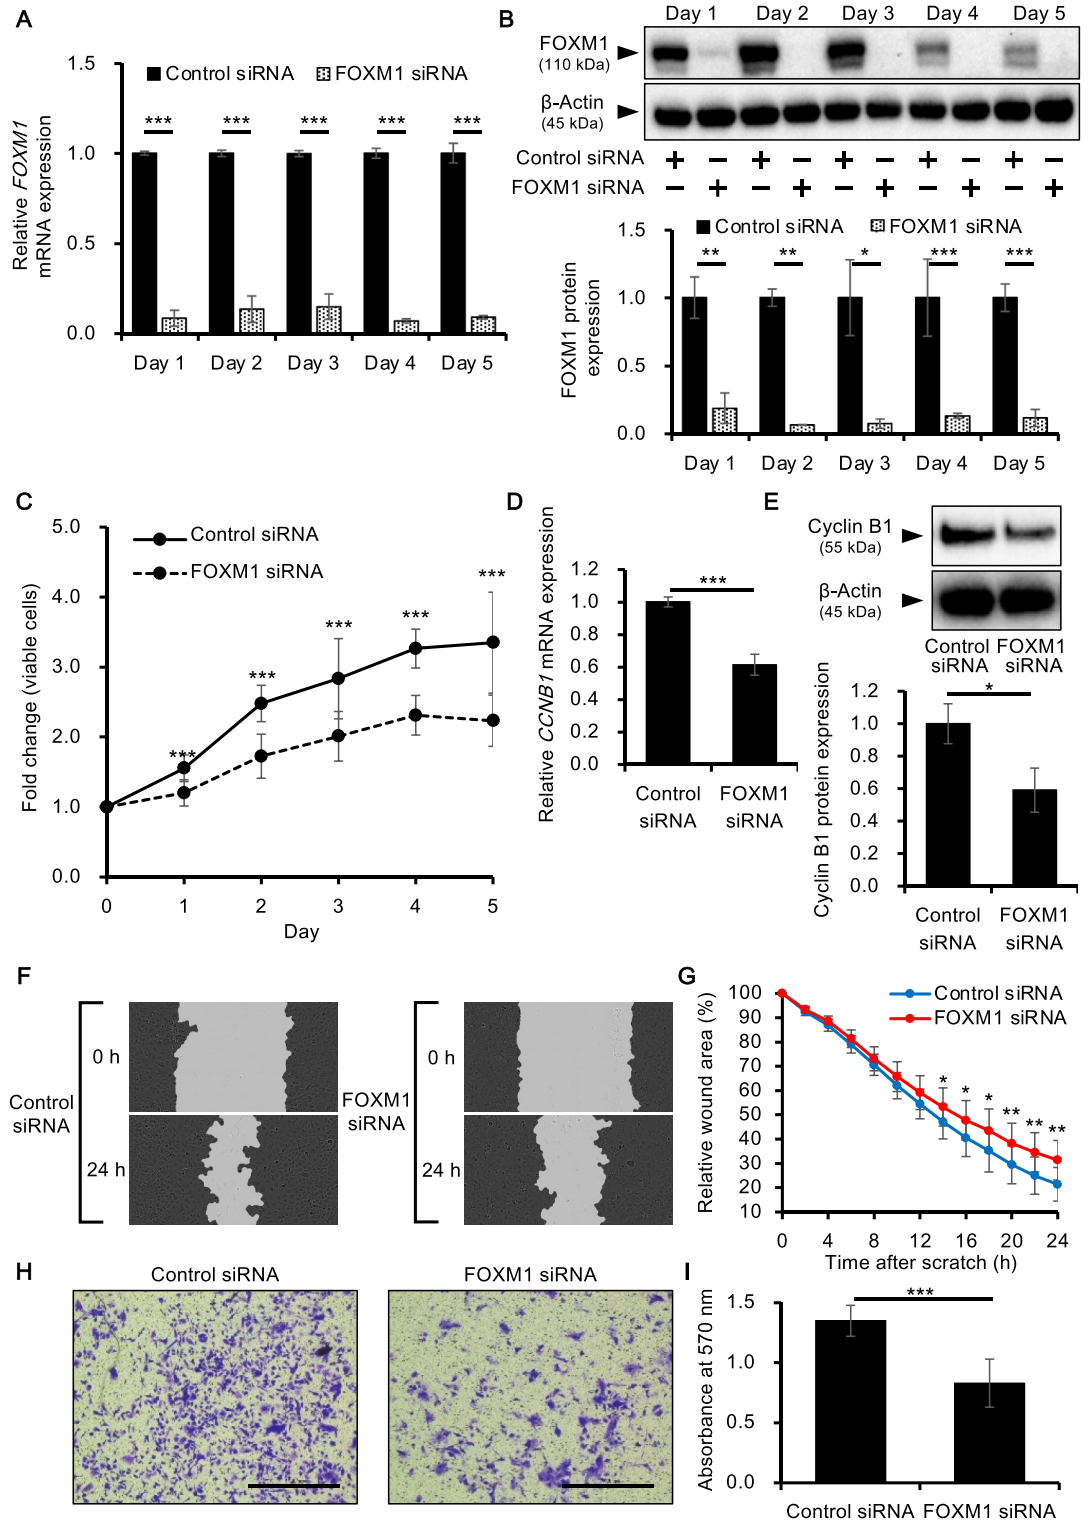 A
Relative FOXM1
mRNA expression
1.5
1.0
0.5
0.0
Control siRNA
FOXM1 siRNA
***
***
***
***
***
Day 1
Day 2
Day 3
Day 4
Day 5
B
Day 1
Day 2
Day 3
Day 4
Day 5
FOXM1
(110 kDa)
β-Actin
(45 kDa)
Control siRNA
+ − + − + − + − + −
FOXM1 siRNA
− + − + − + − + − +
FOXM1 protein
expression
1.5
1.0
0.5
0.0
Control siRNA
FOXM1 siRNA
**
**
*
***
***
Day 1
Day 2
Day 3
Day 4
Day 5
C
Fold change (viable cells)
5.0
4.0
3.0
2.0
1.0
0.0
Control siRNA
FOXM1 siRNA
***
***
***
***
***
0
1
2
3
4
5
Day
D
Relative CCNB1 mRNA expression
1.2
1.0
0.8
0.6
0.4
0.2
0.0
***
Control
siRNA
FOXM1
siRNA
E
Cyclin B1
(55 kDa)
β-Actin
(45 kDa)
Control
siRNA
FOXM1
siRNA
Cyclin B1 protein expression
1.2
1.0
0.8
0.6
0.4
0.2
0.0
*
Control
siRNA
FOXM1
siRNA
F
Control
siRNA
0 h
24 h
FOXM1
siRNA
0 h
24 h
G
Relative wound area (%)
100
90
80
70
60
50
40
30
20
10
Control siRNA
FOXM1 siRNA
*
*
*
**
**
**
0
4
8
12
16
20
24
Time after scratch (h)
H
Control siRNA
FOXM1 siRNA
I
Absorbance at 570 nm
1.5
1.0
0.5
0.0
***
Control siRNA
FOXM1 siRNA